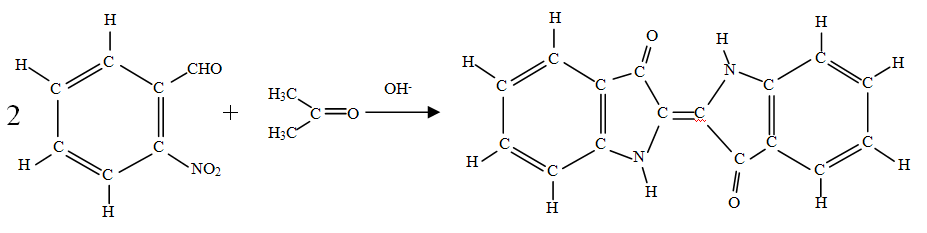 2
H
H C CHO
C C
C C
H C NO₂
H
+
H₃C
C=O
H₃C
OH-
H O H H
H C C N C H
C C C C
C C
C C C C
H C N C C H
H H O H